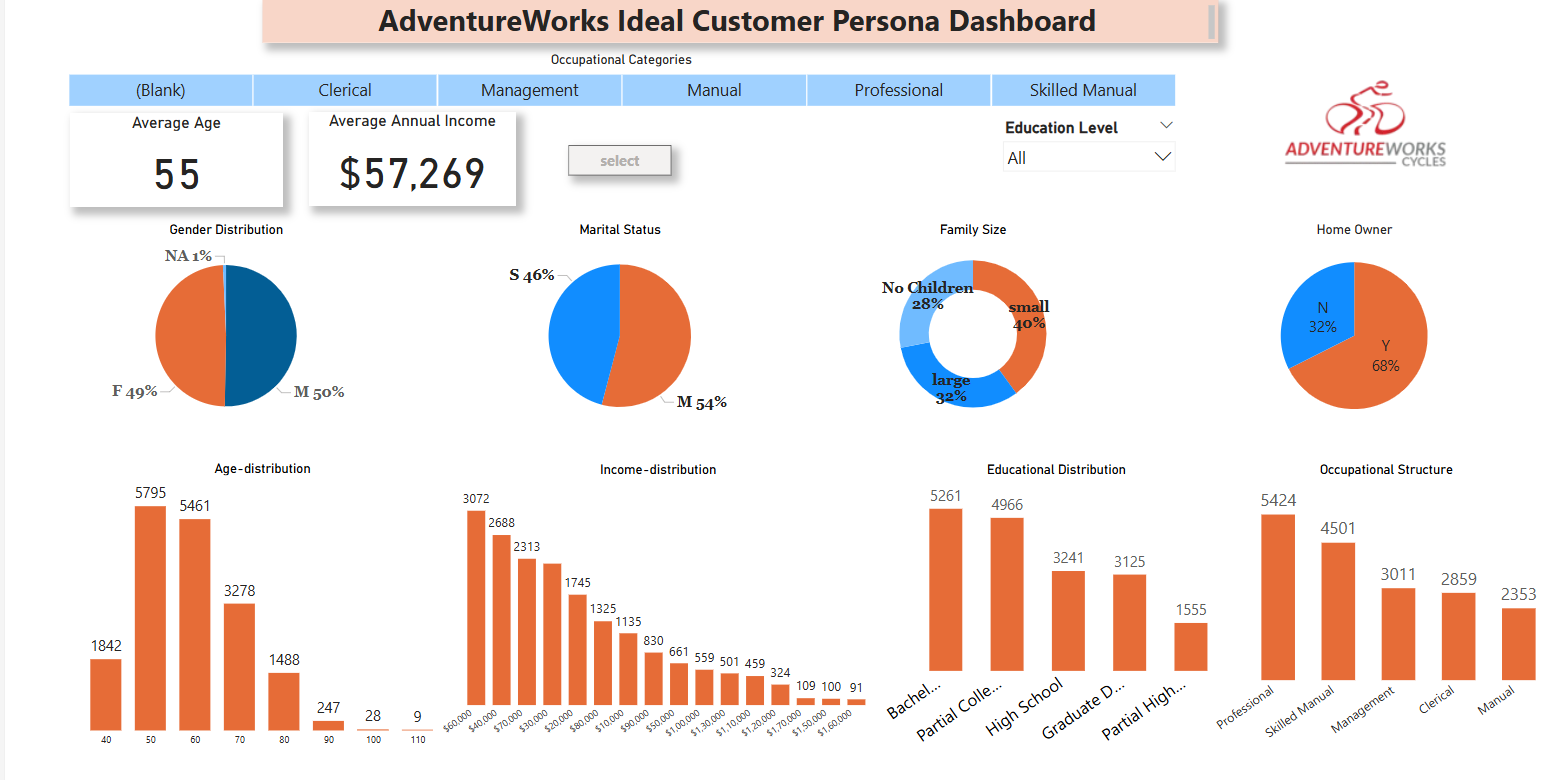 AdventureWorks Ideal Customer Persona Dashboard
Occupational Categories
(Blank) Clerical Management Manual Professional Skilled Manual
Average Age
55
Average Annual Income
$57,269
select
Education Level
All
ADVENTUREWORKS
CYCLES
Gender Distribution
NA 1%
F 49%
M 50%
Marital Status
S 46%
M 54%
Family Size
No Children
28%
small
40%
large
32%
Home Owner
N
32%
Y
68%
Age-distribution
5795
5461
3278
1842
1488
247
28
9
40 50 60 70 80 90 100 110
Income-distribution
3072
2688
2313
1745
1325
1135
830
661
559
501
459
324
109
100
91
$60,000 $40,000 $70,000 $30,000 $20,000 $80,000 $10,000 $90,000 $50,000 $1,00,000 $1,30,000 $1,10,000 $1,20,000 $1,70,000 $1,50,000 $1,60,000
Educational Distribution
5261
4966
3241
3125
1555
Bachel... Partial Colle... High School Graduate D... Partial High...
Occupational Structure
5424
4501
3011
2859
2353
Professional Skilled Manual Management Clerical Manual